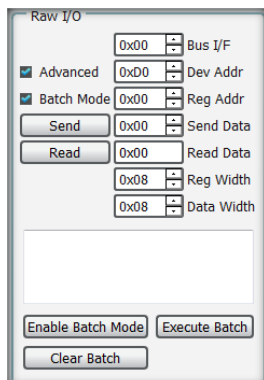 Raw I/O
0x00 Bus I/F
Advanced 0xD0 Dev Addr
Batch Mode 0x00 Reg Addr
Send 0x00 Send Data
Read 0x00 Read Data
0x08 Reg Width
0x08 Data Width
Enable Batch Mode Execute Batch
Clear Batch